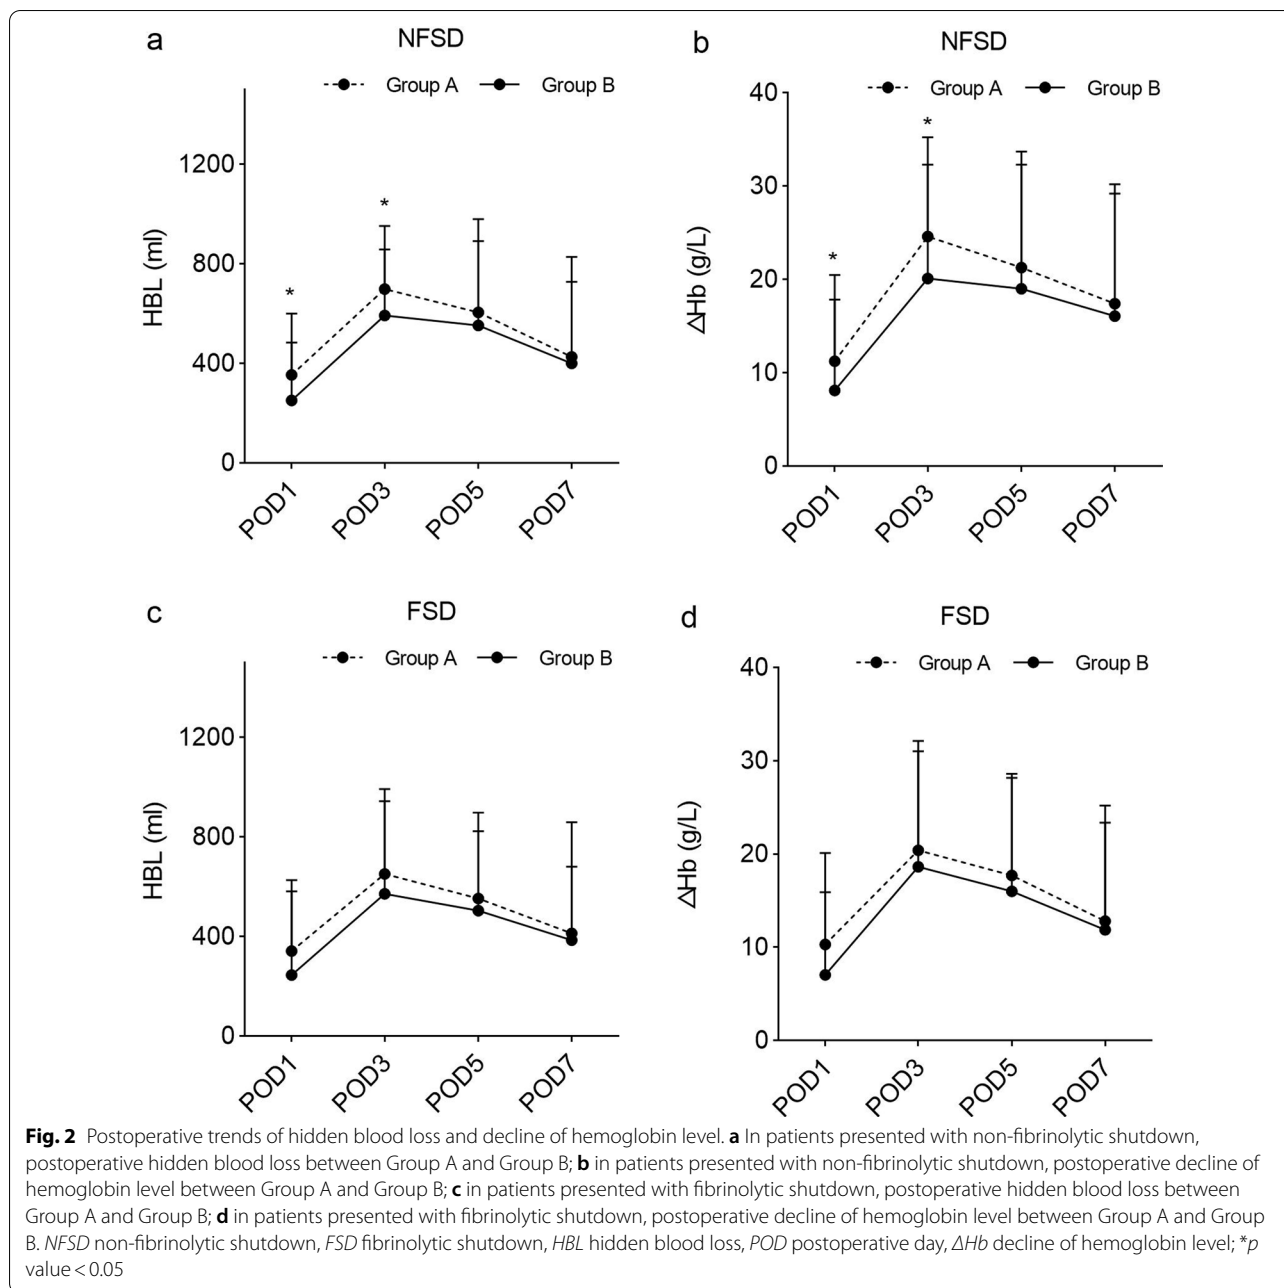 a
NFSD
Group A
Group B
HBL (ml)
1200
800
400
0
*
*
POD1
POD3
POD5
POD7
b
NFSD
Group A
Group B
ΔHb (g/L)
40
30
20
10
0
*
*
POD1
POD3
POD5
POD7
c
FSD
Group A
Group B
HBL (ml)
1200
800
400
0
POD1
POD3
POD5
POD7
d
FSD
Group A
Group B
ΔHb (g/L)
40
30
20
10
0
POD1
POD3
POD5
POD7
Fig. 2 Postoperative trends of hidden blood loss and decline of hemoglobin level. a In patients presented with non-fibrinolytic shutdown,
postoperative hidden blood loss between Group A and Group B; b in patients presented with non-fibrinolytic shutdown, postoperative decline of
hemoglobin level between Group A and Group B; c in patients presented with fibrinolytic shutdown, postoperative hidden blood loss between
Group A and Group B; d in patients presented with fibrinolytic shutdown, postoperative decline of hemoglobin level between Group A and Group
B. NFSD non-fibrinolytic shutdown, FSD fibrinolytic shutdown, HBL hidden blood loss, POD postoperative day, ΔHb decline of hemoglobin level; *p
value < 0.05